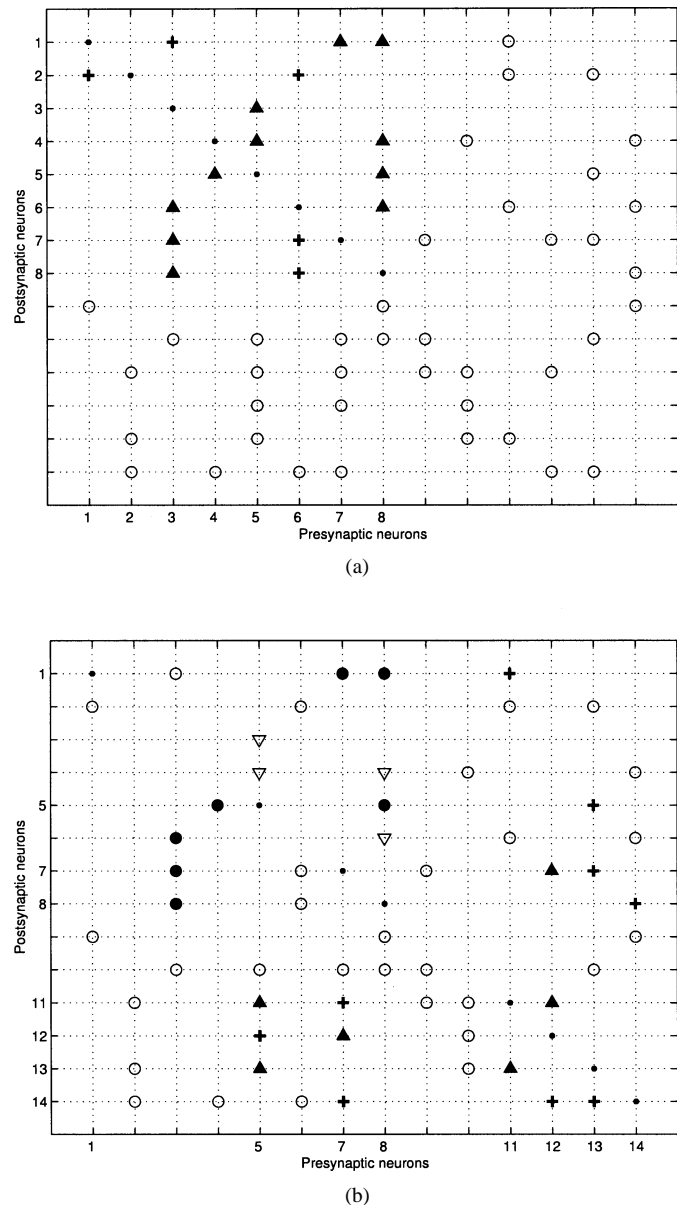 1
2
3
4
5
6
7
8
Postsynaptic neurons
1 2 3 4 5 6 7 8
Presynaptic neurons
(a)
1
5
7
8
11
12
13
14
Postsynaptic neurons
1 5 7 8 11 12 13 14
Presynaptic neurons
(b)